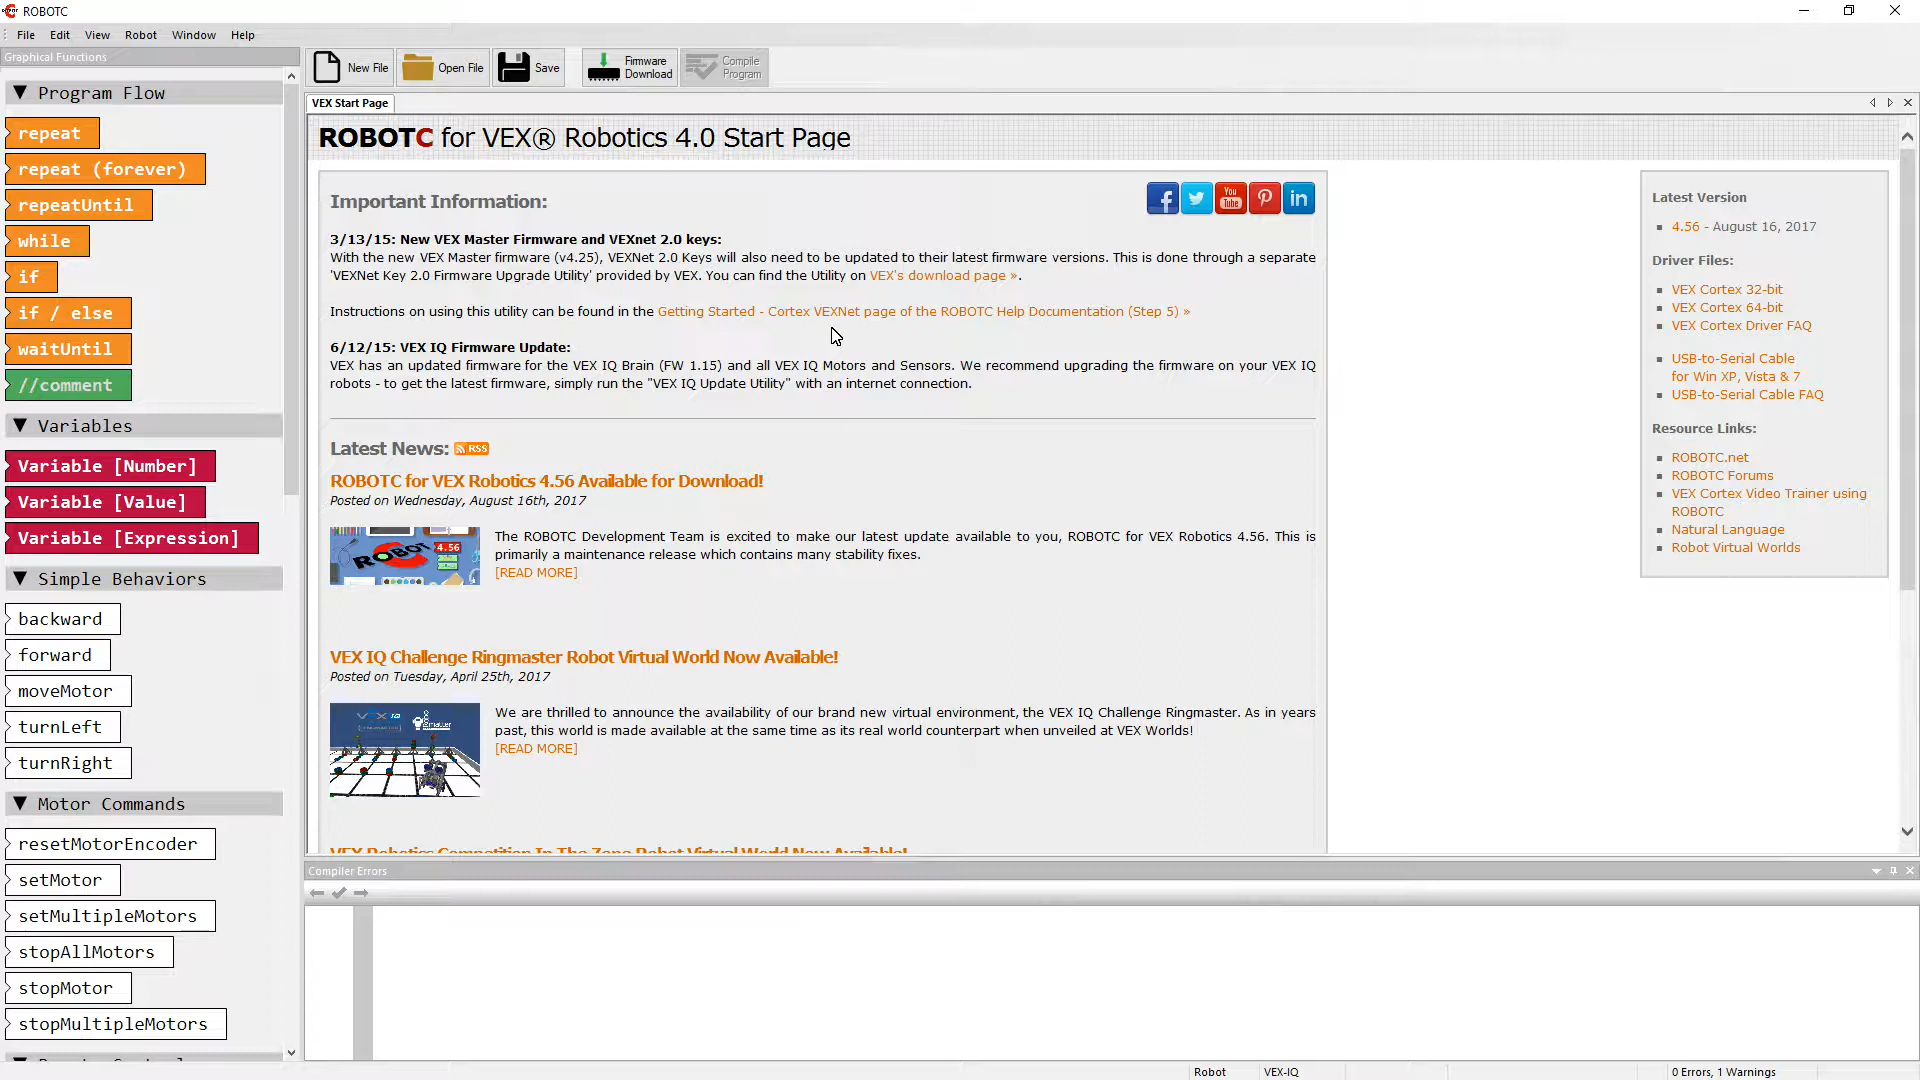 ROBOTC
File Edit View Robot Window Help
Graphical Functions
Program Flow
repeat
repeat (forever)
repeatUntil
while
if
if / else
waitUntil
//comment
Variables
Variable [Number]
Variable [Value]
Variable [Expression]
Simple Behaviors
backward
forward
moveMotor
turnLeft
turnRight
Motor Commands
resetMotorEncoder
setMotor
setMultipleMotors
stopAllMotors
stopMotor
stopMultipleMotors
New File
Open File
Save
Firmware
Download
Compile
Program
VEX Start Page
ROBOTC for VEX® Robotics 4.0 Start Page
Important Information:
You
Tube
in
3/13/15: New VEX Master Firmware and VEXnet 2.0 keys:
With the new VEX Master firmware (v4.25), VEXNet 2.0 Keys will also need to be updated to their latest firmware versions. This is done through a separate
'VEXNet Key 2.0 Firmware Upgrade Utility' provided by VEX. You can find the Utility on VEX's download page ».
Instructions on using this utility can be found in the Getting Started - Cortex VEXNet page of the ROBOTC Help Documentation (Step 5) »
6/12/15: VEX IQ Firmware Update:
VEX has an updated firmware for the VEX IQ Brain (FW 1.15) and all VEX IQ Motors and Sensors. We recommend upgrading the firmware on your VEX IQ
robots - to get the latest firmware, simply run the "VEX IQ Update Utility" with an internet connection.
Latest News: RSS
ROBOTC for VEX Robotics 4.56 Available for Download!
Posted on Wednesday, August 16th, 2017
ROBOT 4.56
The ROBOTC Development Team is excited to make our latest update available to you, ROBOTC for VEX Robotics 4.56. This is
primarily a maintenance release which contains many stability fixes.
[READ MORE]
VEX IQ Challenge Ringmaster Robot Virtual World Now Available!
Posted on Tuesday, April 25th, 2017
We are thrilled to announce the availability of our brand new virtual environment, the VEX IQ Challenge Ringmaster. As in years
past, this world is made available at the same time as its real world counterpart when unveiled at VEX Worlds!
[READ MORE]
VEX Robotics Competition In The Zone Robot Virtual World Now Available!
Latest Version
4.56 - August 16, 2017
Driver Files:
VEX Cortex 32-bit
VEX Cortex 64-bit
VEX Cortex Driver FAQ
USB-to-Serial Cable
for Win XP, Vista & 7
USB-to-Serial Cable FAQ
Resource Links:
ROBOTC.net
ROBOTC Forums
VEX Cortex Video Trainer using
ROBOTC
Natural Language
Robot Virtual Worlds
Compiler Errors
Robot VEX-IQ 0 Errors, 1 Warnings